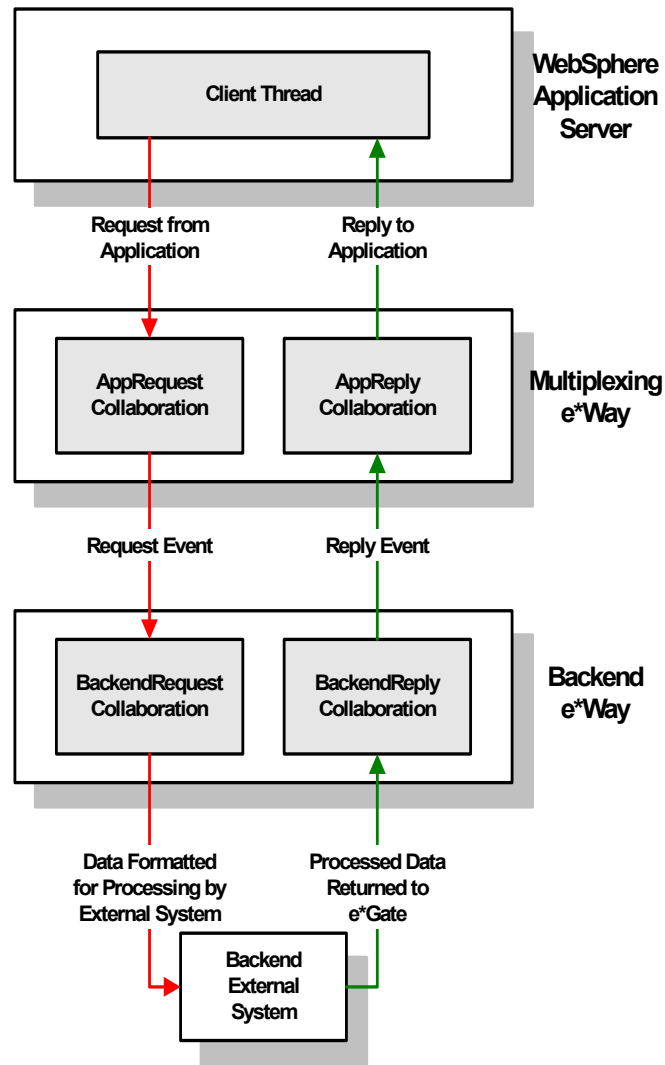 Client Thread
WebSphere
Application
Server
Request from
Application
Reply to
Application
AppRequest
Collaboration
AppReply
Collaboration
Multiplexing
e*Way
Request Event
Reply Event
BackendRequest
Collaboration
BackendReply
Collaboration
Backend
e*Way
Data Formatted
for Processing by
External System
Processed Data
Returned to
e*Gate
Backend
External
System